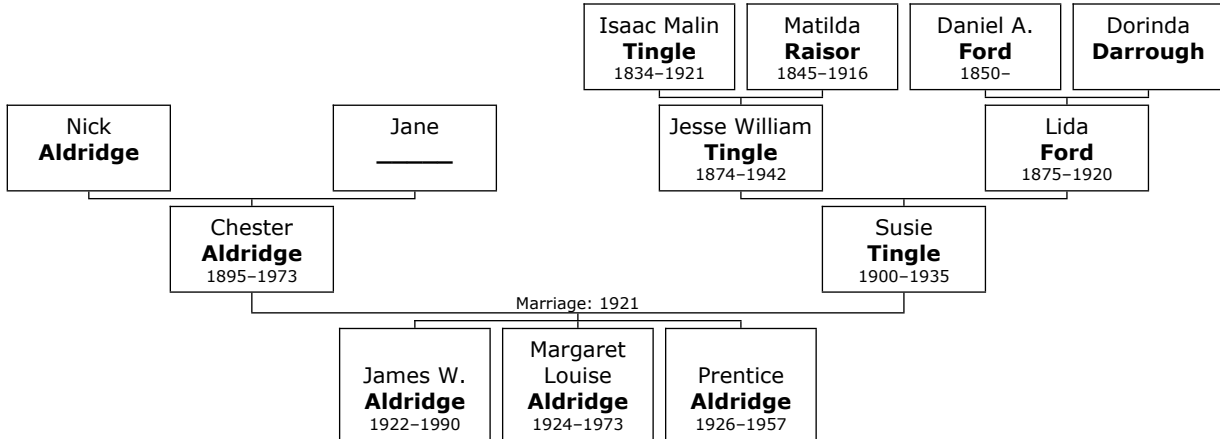 Isaac Malin
Tingle
1834–1921
Matilda
Raisor
1845–1916
Daniel A.
Ford
1850–
Dorinda
Darrough
Nick
Aldridge
Jane
______
Jesse William
Tingle
1874–1942
Lida
Ford
1875–1920
Chester
Aldridge
1895–1973
Susie
Tingle
1900–1935
Marriage: 1921
James W.
Aldridge
1922–1990
Margaret
Louise
Aldridge
1924–1973
Prentice
Aldridge
1926–1957